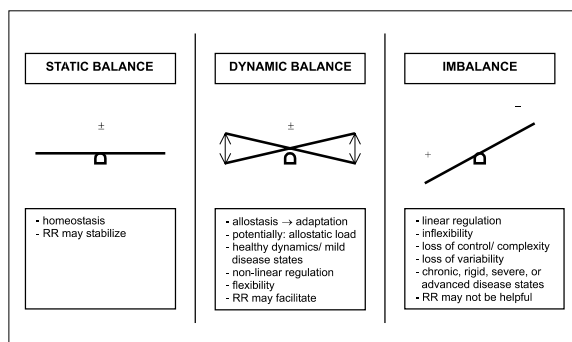 STATIC BALANCE
±
- homeostasis
- RR may stabilize
DYNAMIC BALANCE
±
- allostasis → adaptation
- potentially: allostatic load
- healthy dynamics/ mild
disease states
- non-linear regulation
- flexibility
- RR may facilitate
IMBALANCE
–
+
- linear regulation
- inflexibility
- loss of control/ complexity
- loss of variability
- chronic, rigid, severe, or
advanced disease states
- RR may not be helpful